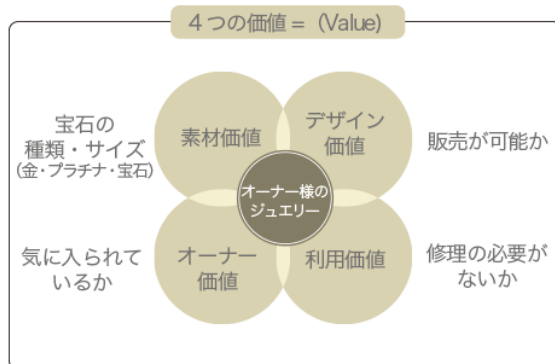 4つの価値＝（Value）
宝石の
種類・サイズ
（金・プラチナ・宝石）
素材価値
デザイン
価値
販売が可能か
オーナー様の
ジュエリー
気に入られて
いるか
オーナー
価値
利用価値
修理の必要が
ないか